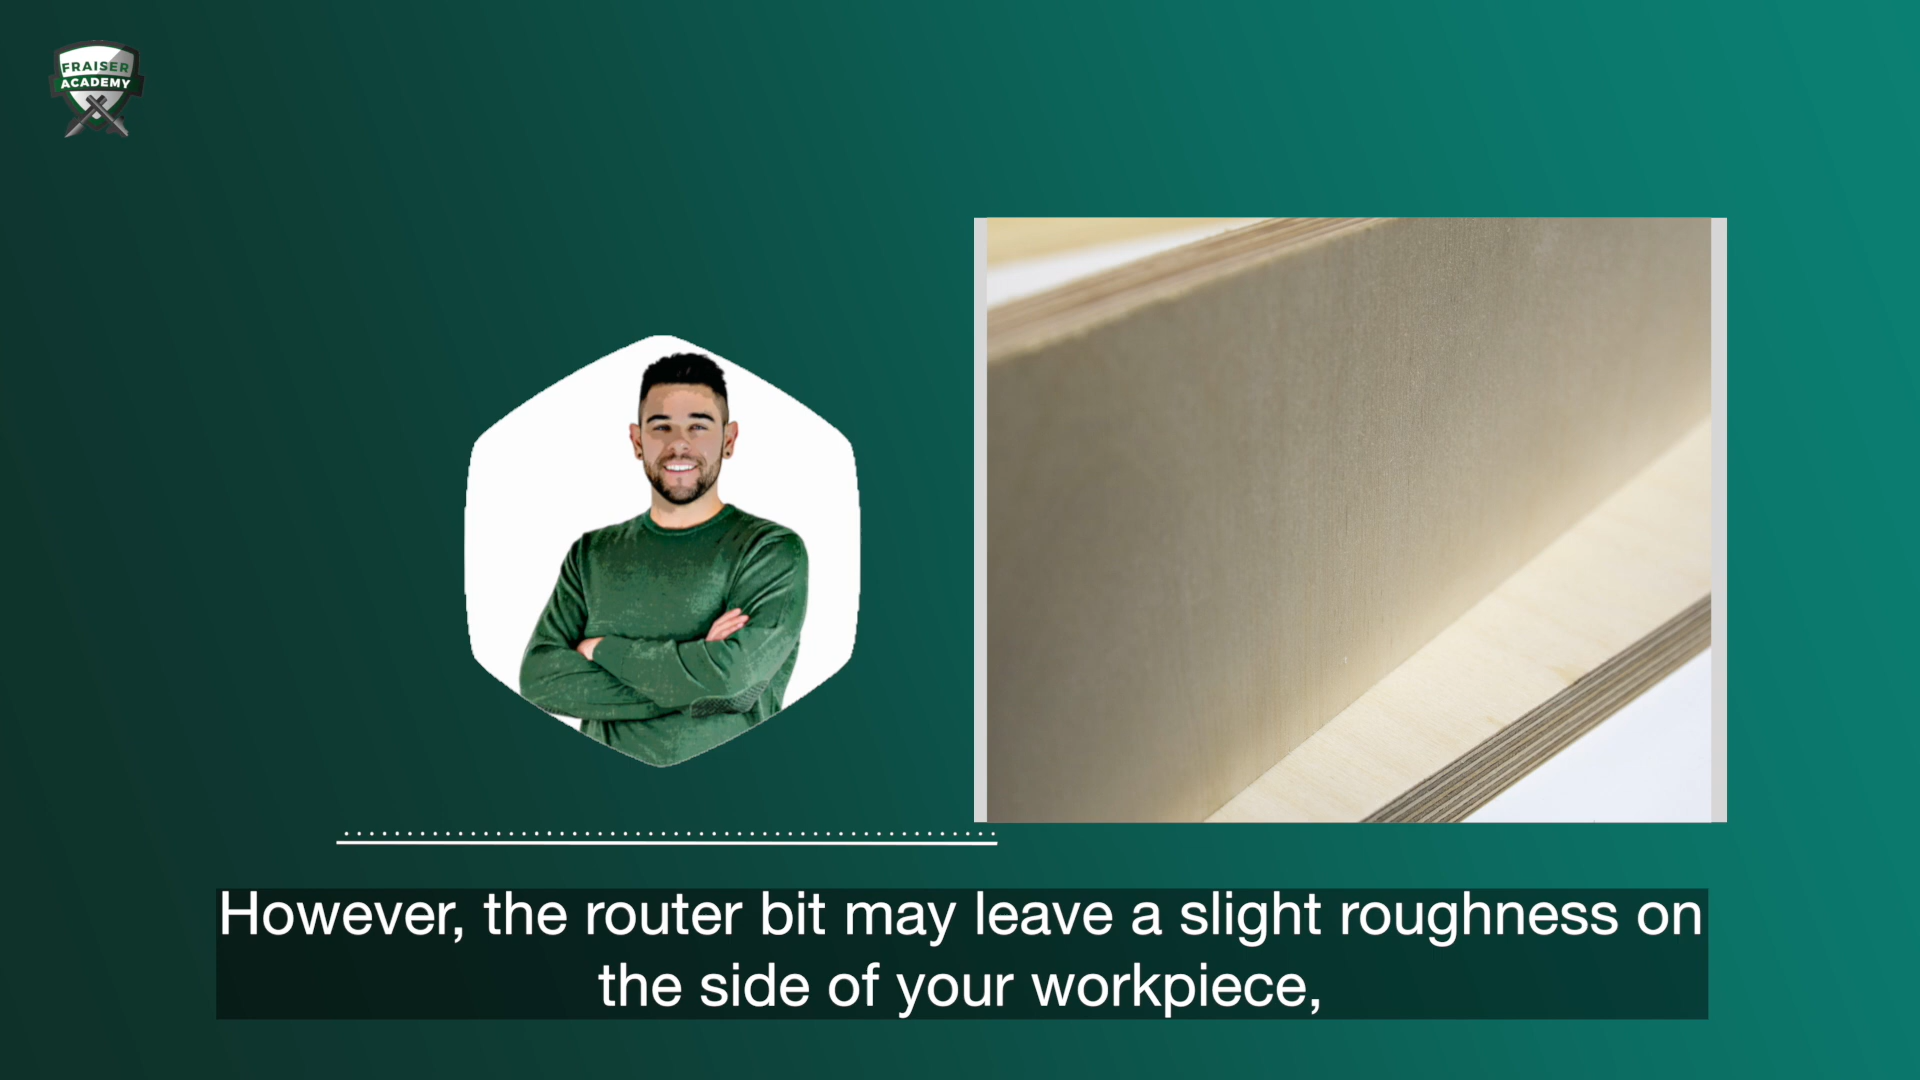 FRAISER
ACADEMY
However, the router bit may leave a slight roughness on
the side of your workpiece,